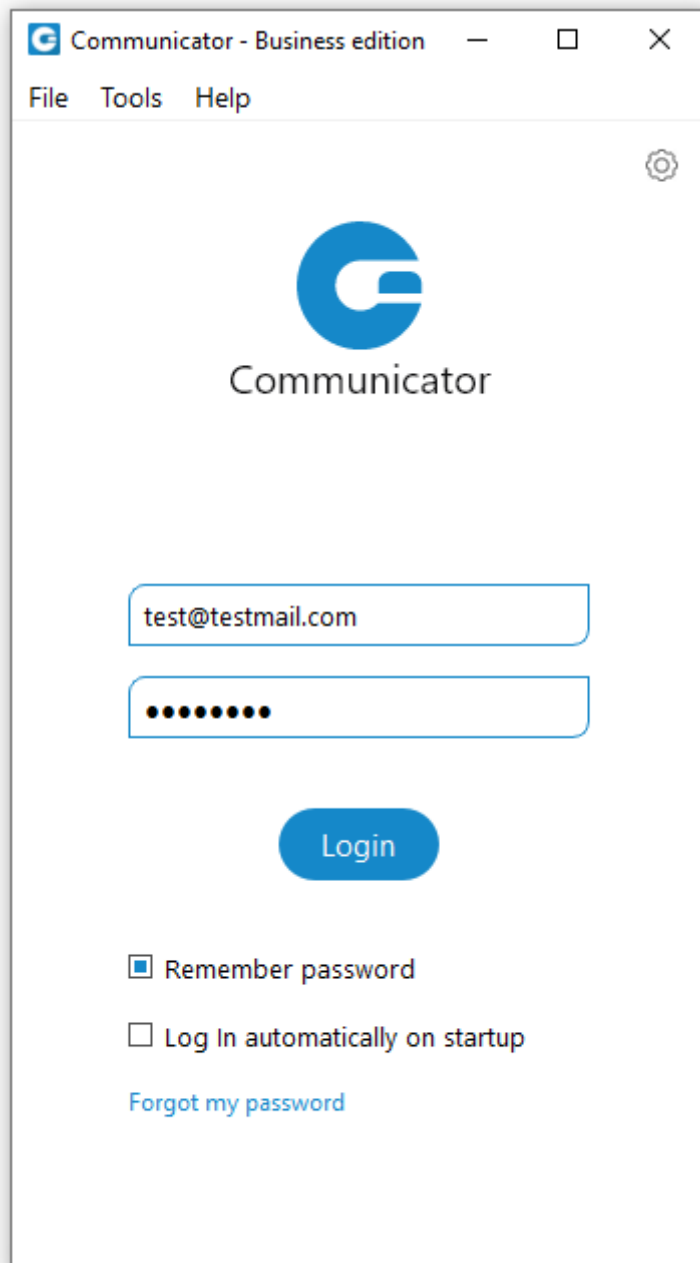 Communicator - Business edition
File Tools Help
Communicator
test@testmail.com
●●●●●●●●
Login
Remember password
Log In automatically on startup
Forgot my password